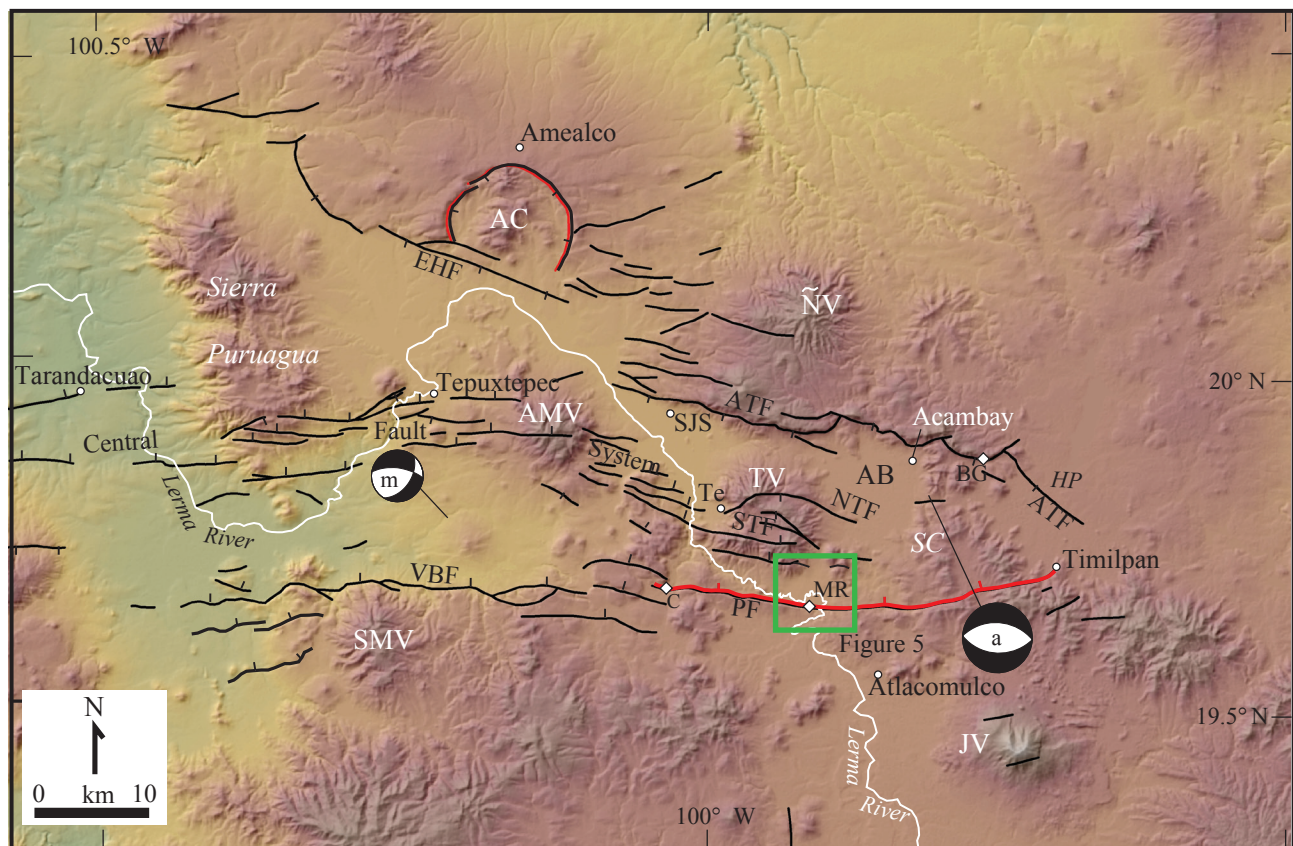 100.5° W
Amealco
AC
EHF
Sierra
ÑV
Puruagua
Tarandacuao
20° N
Tepuxtepec
ATF
AMV
SJS
Acambay
Fault
Central
System
m
TV
AB
BG
HP
Te
NTF
ATF
Lerma
River
STF
SC
Timilpan
VBF
C
PF
MR
SMV
Figure 5
a
Atlacomulco
19.5° N
JV
N
Lerma
River
0 km 10
100° W